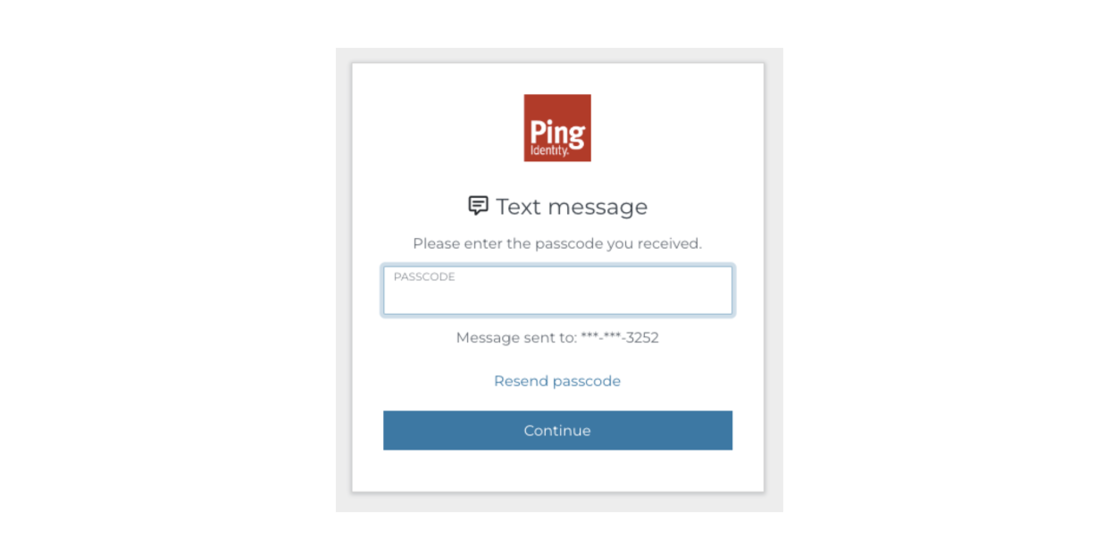 Ping
Identity.
Text message
Please enter the passcode you received.
PASSCODE
Message sent to: ***-***-3252
Resend passcode
Continue